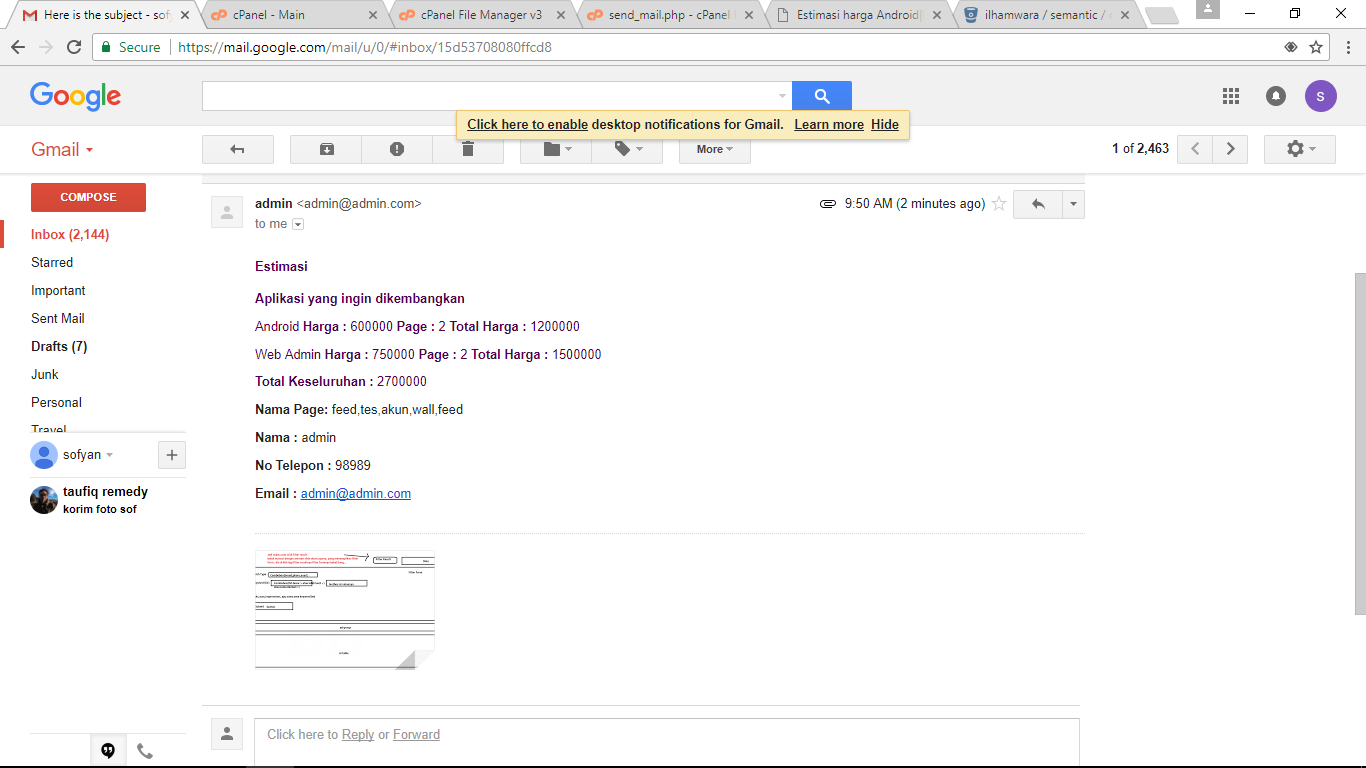 Here is the subject - sofy
cPanel - Main
cPanel File Manager v3
send_mail.php - cPanel
Estimasi harga Android
ilhamwara / semantic /
Secure https://mail.google.com/mail/u/0/#inbox/15d53708080ffcd8
Google
S
Click here to enable desktop notifications for Gmail. Learn more Hide
Gmail
More
1 of 2,463
COMPOSE
Inbox (2,144)
Starred
Important
Sent Mail
Drafts (7)
Junk
Personal
Travel
sofyan
taufiq remedy
korim foto sof
admin <admin@admin.com>
9:50 AM (2 minutes ago)
to me
Estimasi
Aplikasi yang ingin dikembangkan
Android Harga : 600000 Page : 2 Total Harga : 1200000
Web Admin Harga : 750000 Page : 2 Total Harga : 1500000
Total Keseluruhan : 2700000
Nama Page: feed,tes,akun,wall,feed
Nama : admin
No Telepon : 98989
Email : admin@admin.com
Click here to Reply or Forward